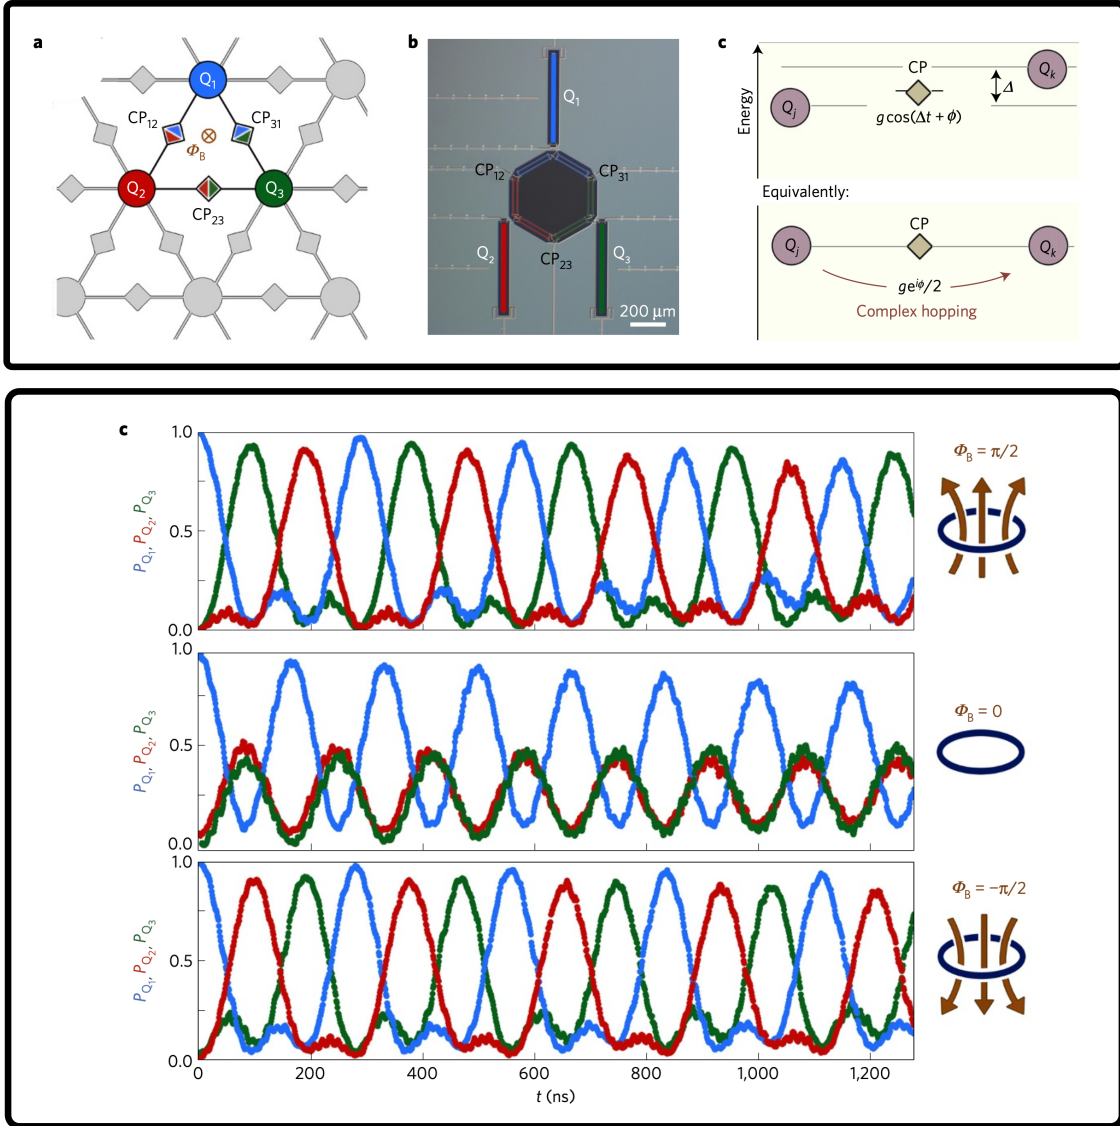 a
Q1
CP12
CP31
ΦB
Q2
Q3
CP23
b
Q1
CP12
CP31
Q2
Q3
CP23
200 μm
c
Energy
CP
Qk
Qj
Δ
g cos(Δt + ϕ)
Equivalently:
CP
Qj
Qk
geiϕ/2
Complex hopping
c
PQ1, PQ2, PQ3
1.0
0.5
0.0
ΦB = π/2
PQ1, PQ2, PQ3
1.0
0.5
0.0
ΦB = 0
PQ1, PQ2, PQ3
1.0
0.5
0.0
ΦB = −π/2
0 200 400 600 800 1,000 1,200
t (ns)